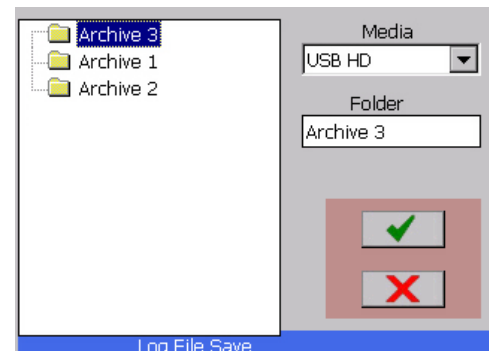 Archive 3
Archive 1
Archive 2
Media
USB HD
Folder
Archive 3
Log File Save